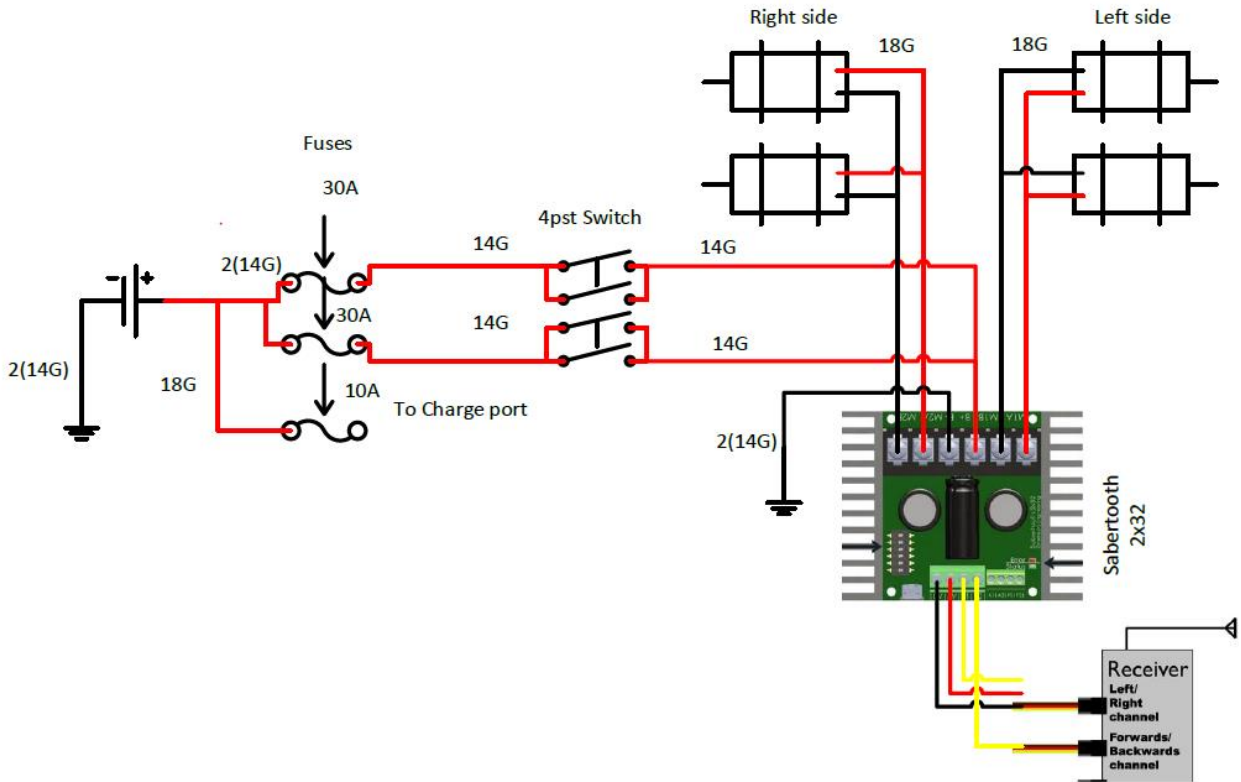 Right side
Left side
18G
18G
Fuses
30A
4pst Switch
14G
14G
2(14G)
- +
30A
14G
14G
2(14G)
18G
10A
To Charge port
2(14G)
Sabertooth
2x32
Receiver
Left/
Right
channel
Forwards/
Backwards
channel